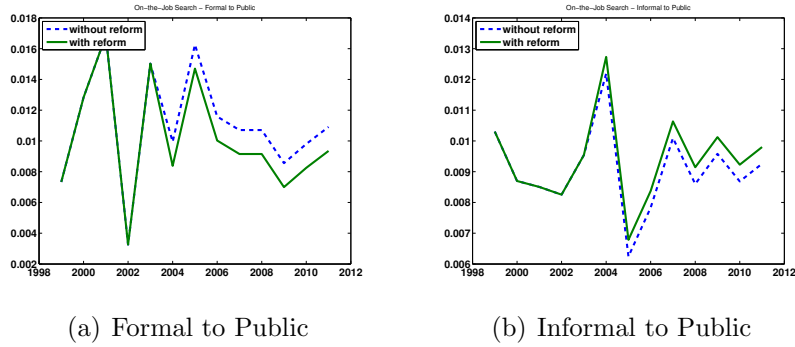 On−the−Job Search − Formal to Public
0.018
0.016
0.014
0.012
0.01
0.008
0.006
0.004
0.002
1998 2000 2002 2004 2006 2008 2010 2012
without reform
with reform
(a) Formal to Public
On−the−Job Search − Informal to Public
0.014
0.013
0.012
0.011
0.01
0.009
0.008
0.007
0.006
1998 2000 2002 2004 2006 2008 2010 2012
without reform
with reform
(b) Informal to Public